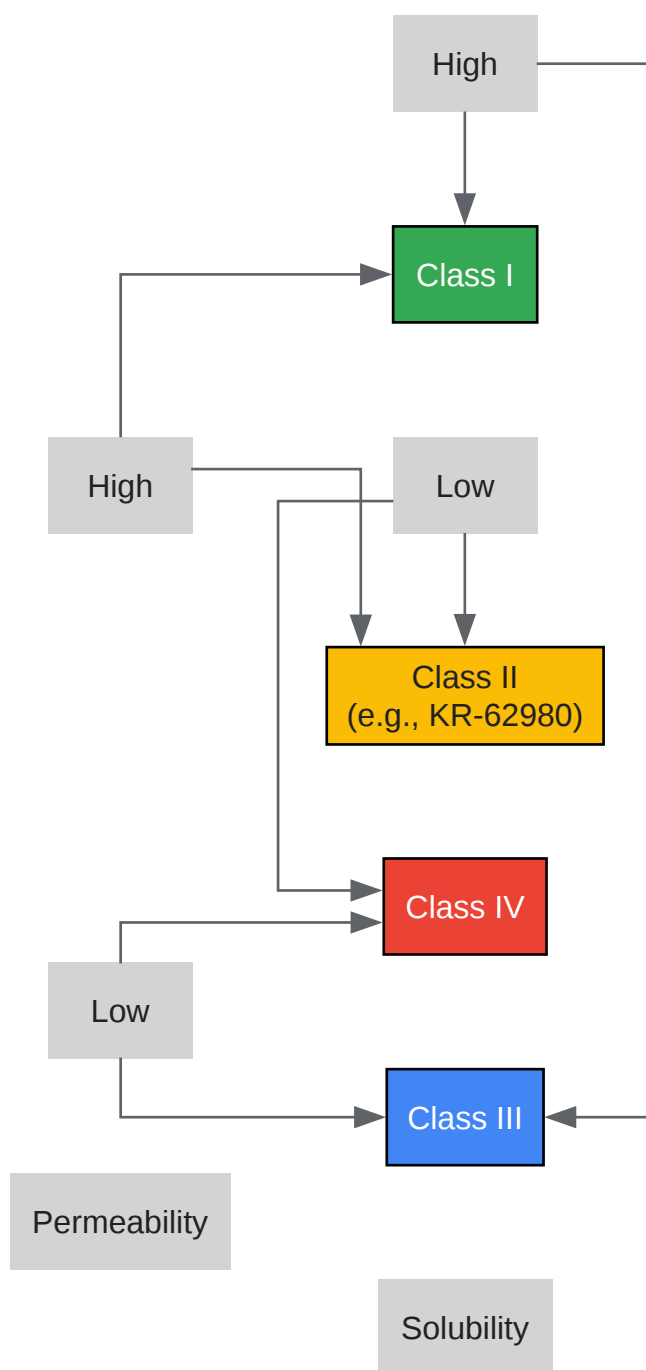 High
Class I
High
Low
Class II
(e.g., KR-62980)
Class IV
Low
Class III
Permeability
Solubility